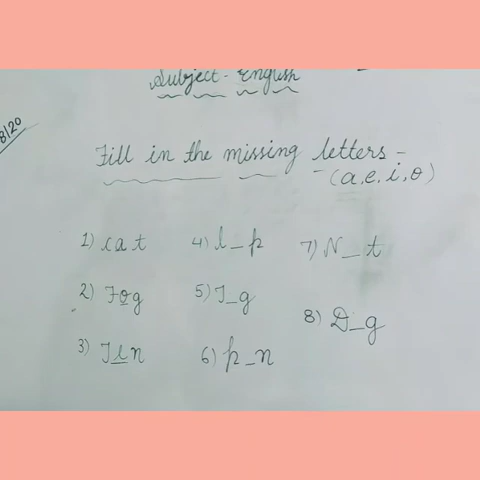 Subject - English
8/20
Fill in the missing letters -
- (a, e, i, o)
1) cat 4) l_p 7) N_t
2) Fog 5) J_g 8) D_g
3) Ten 6) p_n